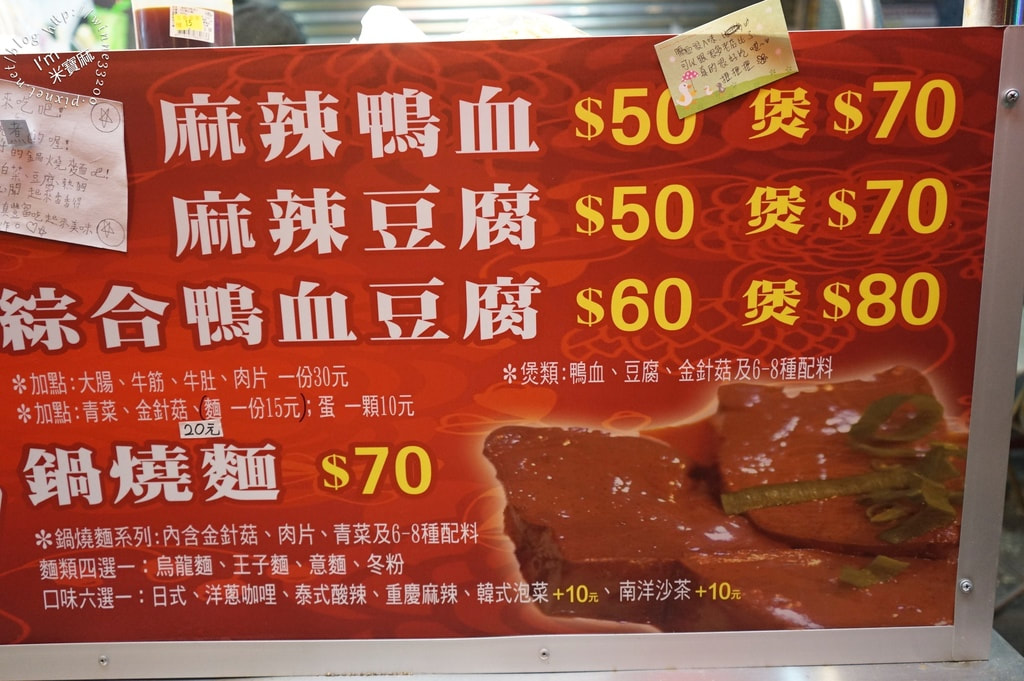 I'm
米寶麻
麻辣鴨血 $50 煲 $70
麻辣豆腐 $50 煲 $70
綜合鴨血豆腐 $60 煲 $80
✻加點:大腸、牛筋、牛肚、肉片 一份30元
✻煲類:鴨血、豆腐、金針菇及6-8種配料
✻加點:青菜、金針菇、(麵 一份15元);蛋 一顆10元
20元
鍋燒麵 $70
✻鍋燒麵系列:內含金針菇、肉片、青菜及6-8種配料
麵類四選一:烏龍麵、王子麵、意麵、冬粉
口味六選一:日式、洋蔥咖哩、泰式酸辣、重慶麻辣、韓式泡菜+10元、南洋沙茶+10元